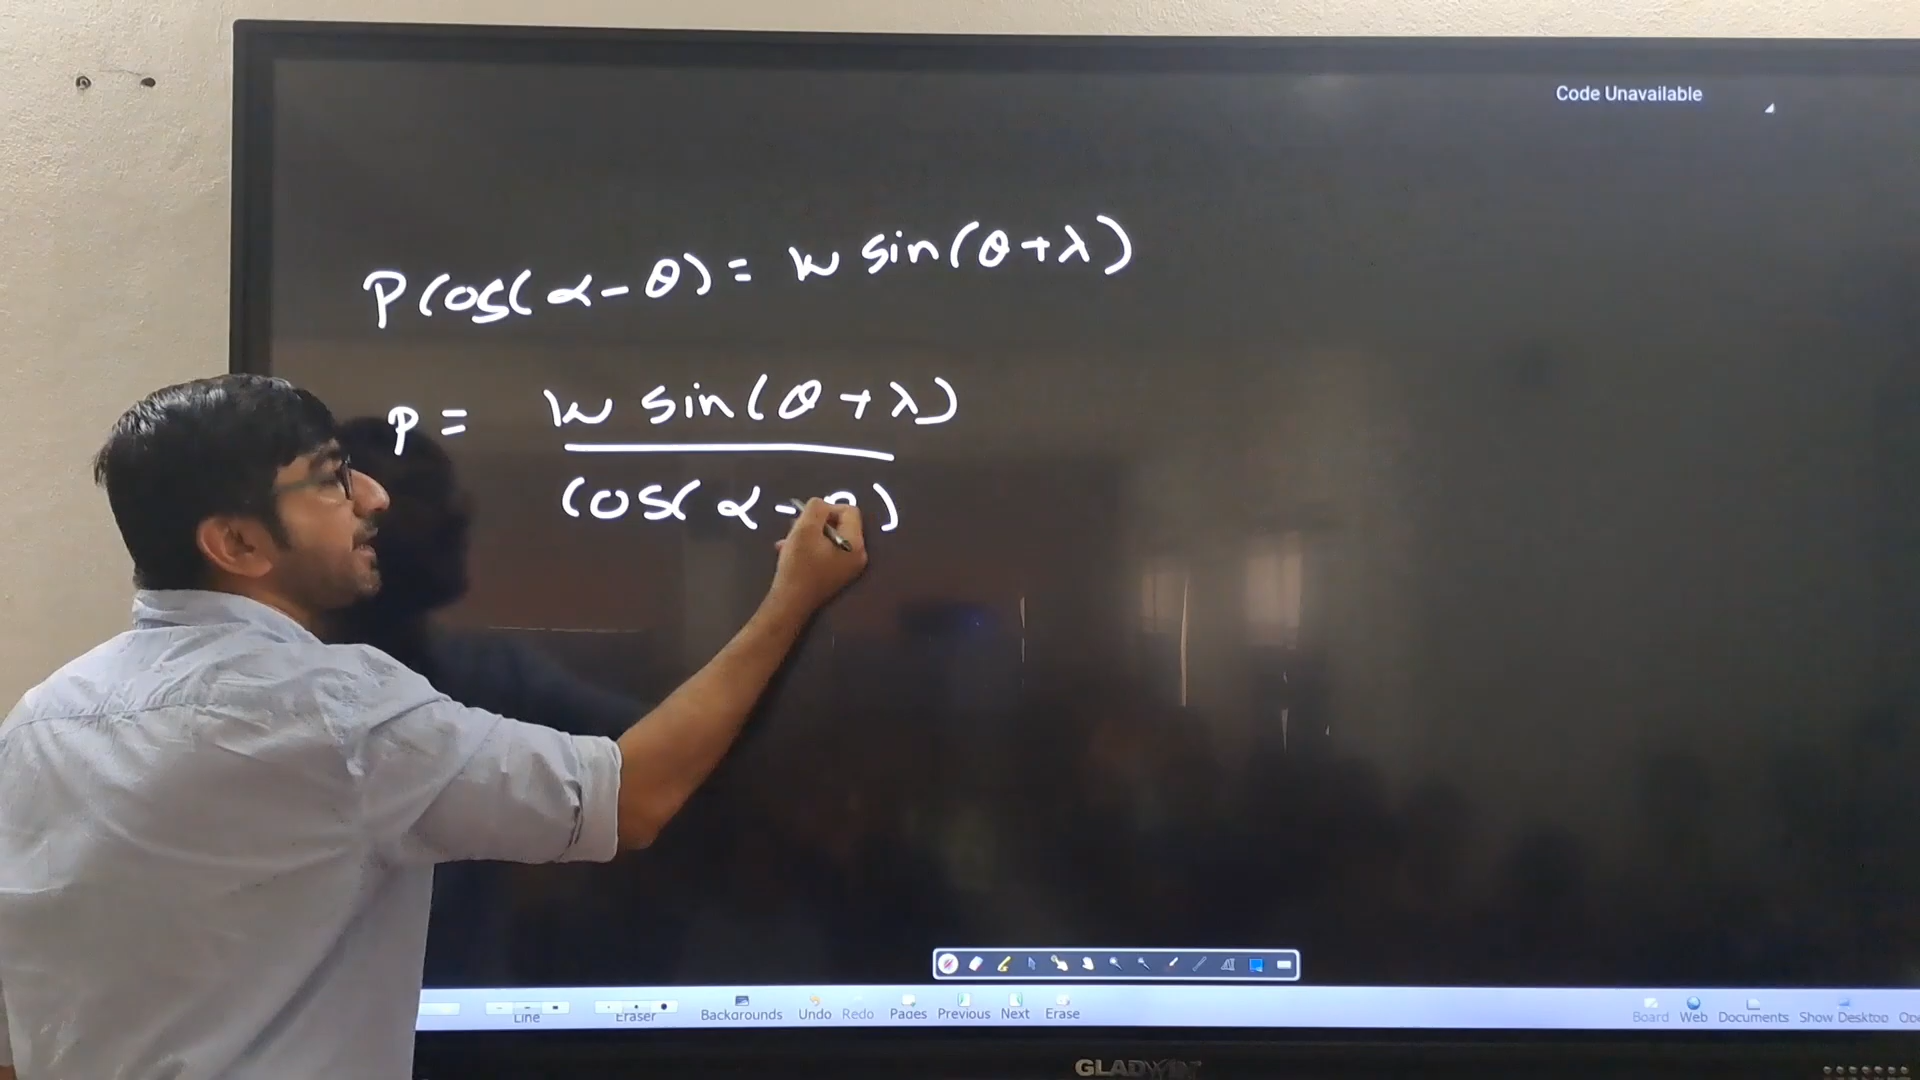 Code Unavailable
P cos(α-θ) = W sin(θ+λ)
P = W sin(θ+λ)
cos(α-θ)
Line Eraser Backgrounds Undo Redo Pages Previous Next Erase Board Web Documents Show Desktop
GLADWIN